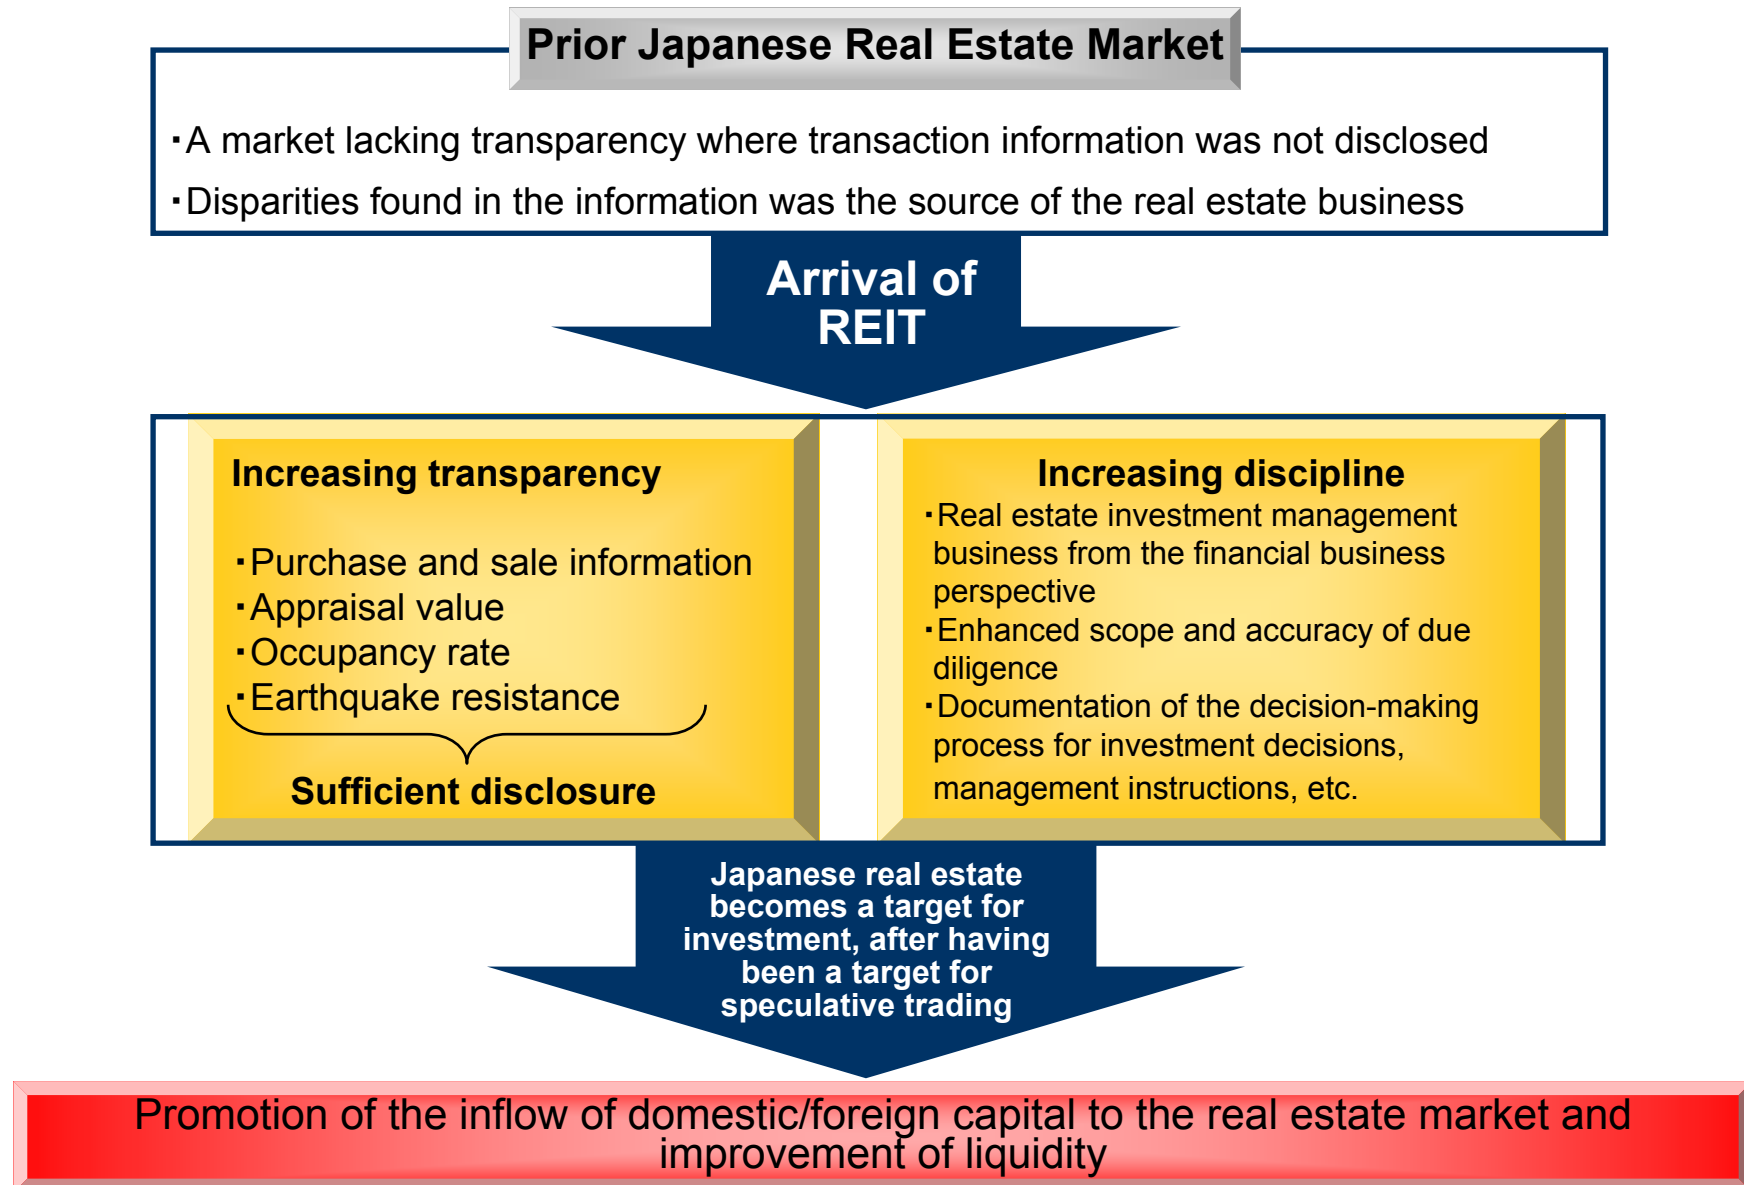 Prior Japanese Real Estate Market
・A market lacking transparency where transaction information was not disclosed
・Disparities found in the information was the source of the real estate business
Arrival of
REIT
Increasing transparency
・Purchase and sale information
・Appraisal value
・Occupancy rate
・Earthquake resistance
Sufficient disclosure
Increasing discipline
・Real estate investment management
business from the financial business
perspective
・Enhanced scope and accuracy of due
diligence
・Documentation of the decision-making
process for investment decisions,
management instructions, etc.
Japanese real estate
becomes a target for
investment, after having
been a target for
speculative trading
Promotion of the inflow of domestic/foreign capital to the real estate market and
improvement of liquidity